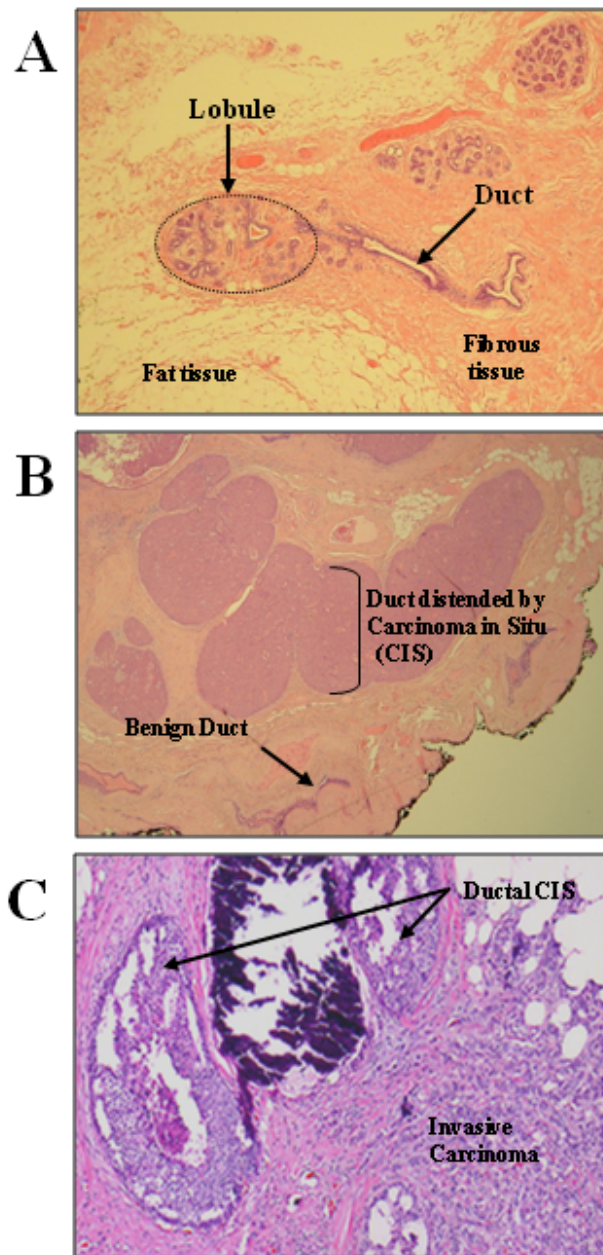 A
Lobule
Duct
Fat tissue
Fibrous
tissue
B
Duct distended by
Carcinoma in Situ
(CIS)
Benign Duct
C
Ductal CIS
Invasive
Carcinoma